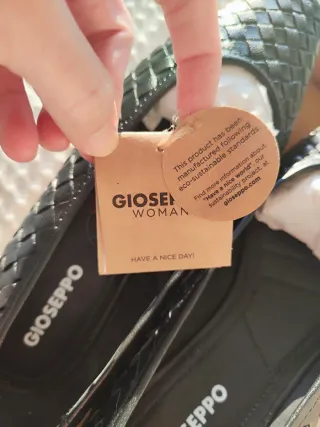 This product has been
manufactured following
eco-sustainable standards
Find more information about
"Have a nice world", our
sustainability project, at
gioseppo.com
GIOSEP
WOMAN
HAVE A NICE DAY!
GIOSEPPO
GIOSEPPO